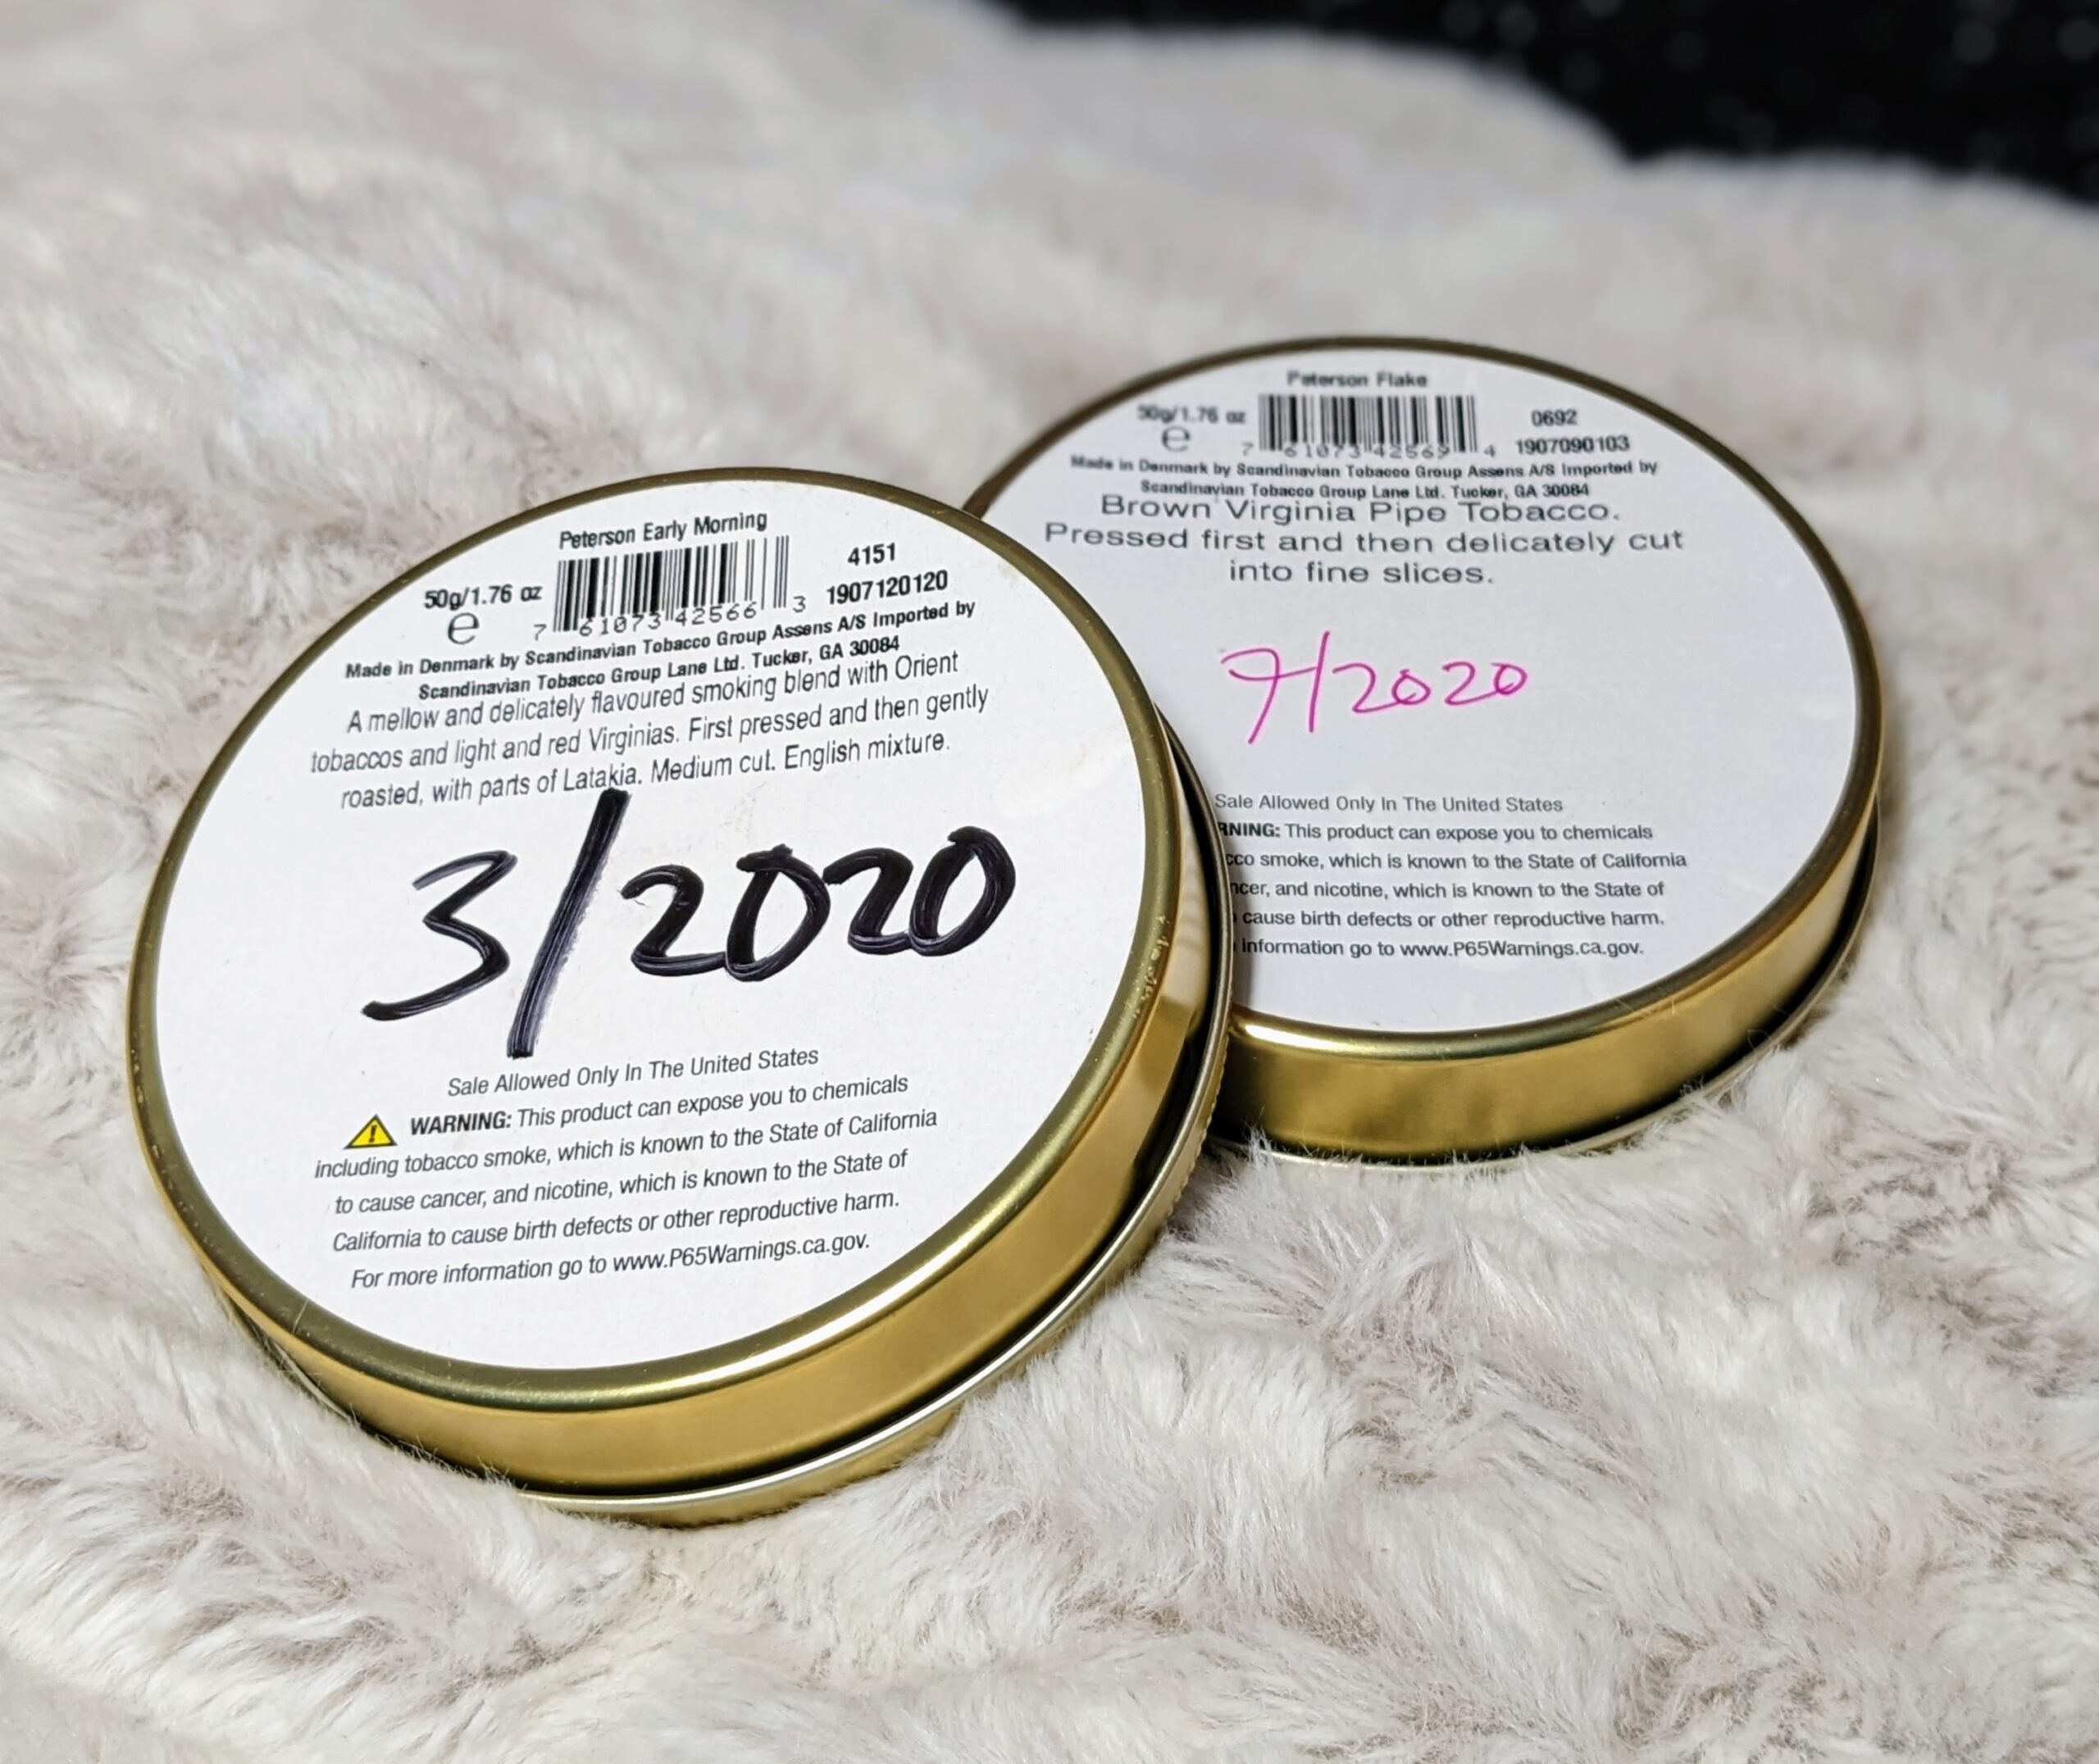 Peterson Early Morning
50g/1.76 oz
e
7 61073 42566 3
4151
1907120120
Made in Denmark by Scandinavian Tobacco Group Assens A/S Imported by
Scandinavian Tobacco Group Lane Ltd. Tucker, GA 30084
A mellow and delicately flavoured smoking blend with Orient
tobaccos and light and red Virginias. First pressed and then gently
roasted, with parts of Latakia. Medium cut. English mixture.
3/2020
Sale Allowed Only In The United States
WARNING: This product can expose you to chemicals
including tobacco smoke, which is known to the State of California
to cause cancer, and nicotine, which is known to the State of
California to cause birth defects or other reproductive harm.
For more information go to www.P65Warnings.ca.gov.
Peterson Flake
50g/1.76 oz
e
7 61073 42569 4
0692
1907090103
Made in Denmark by Scandinavian Tobacco Group Assens A/S Imported by
Scandinavian Tobacco Group Lane Ltd. Tucker, GA 30084
Brown Virginia Pipe Tobacco.
Pressed first and then delicately cut
into fine slices.
7/2020
Sale Allowed Only In The United States
RNING: This product can expose you to chemicals
cco smoke, which is known to the State of California
ncer, and nicotine, which is known to the State of
cause birth defects or other reproductive harm.
information go to www.P65Warnings.ca.gov.